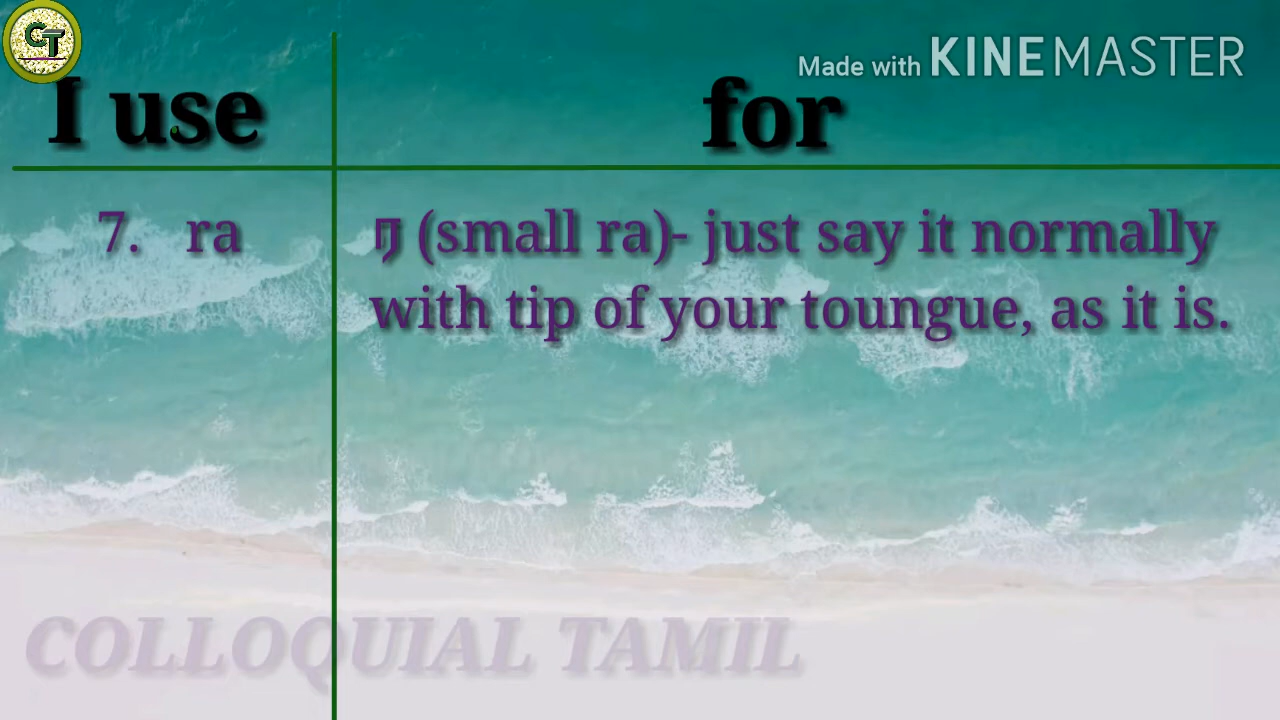 CT
Made with KINEMASTER
I use for
7. ra ர (small ra)- just say it normally
with tip of your toungue, as it is.
COLLOQUIAL TAMIL